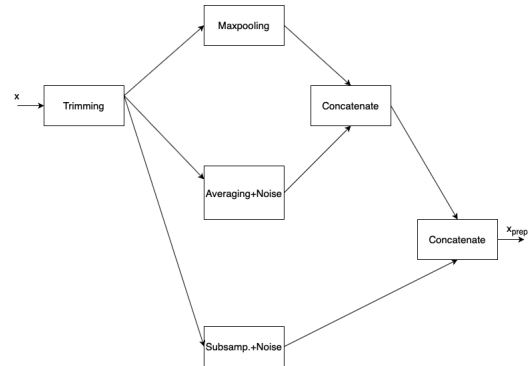 Maxpooling
x
Trimming
Concatenate
Averaging+Noise
Concatenate
xprep
Subsamp.+Noise